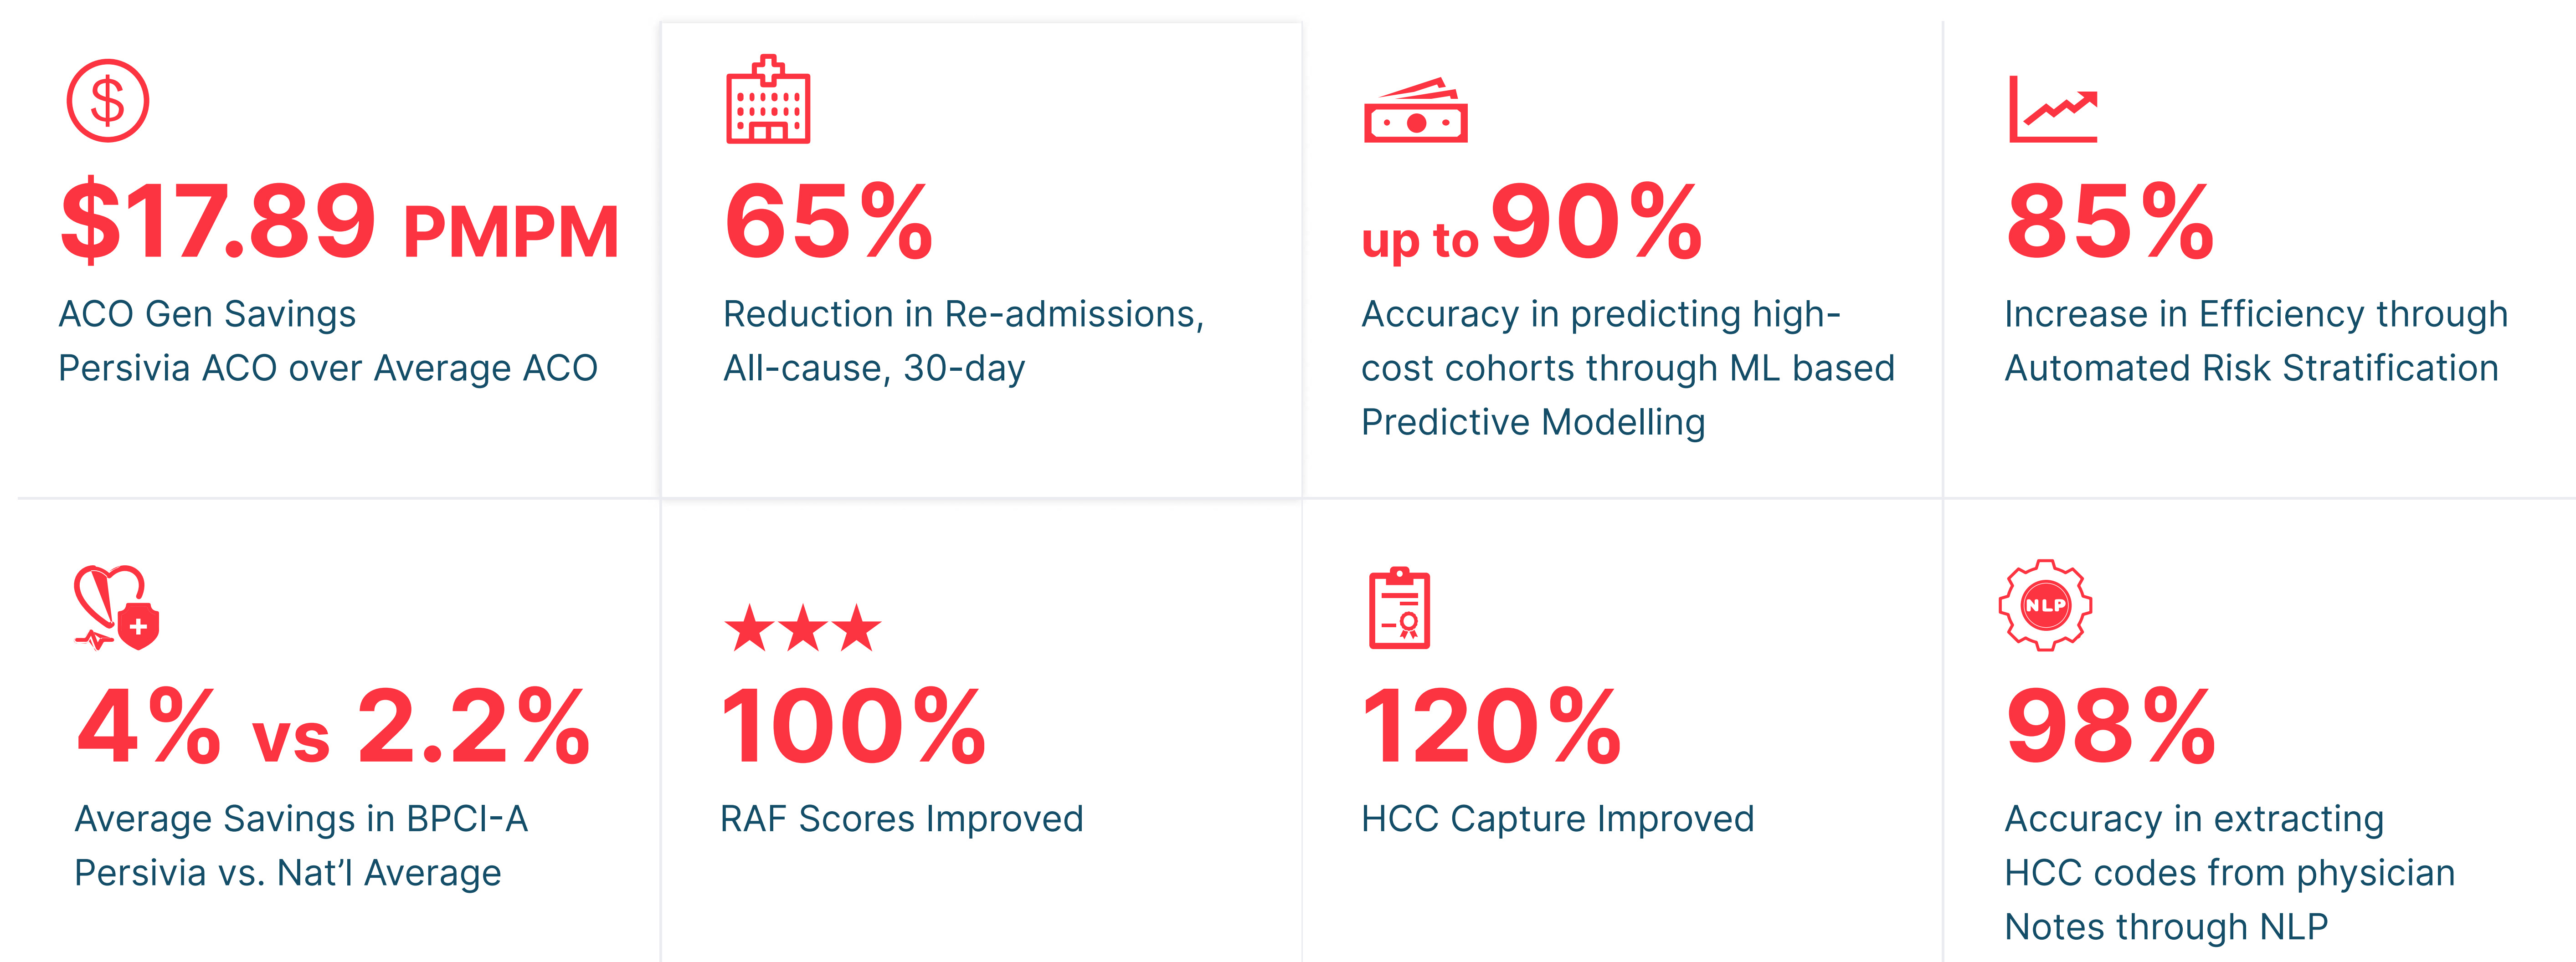 $
$17.89 PMPM
ACO Gen Savings
Persivia ACO over Average ACO
65%
Reduction in Re-admissions,
All-cause, 30-day
up to 90%
Accuracy in predicting high-
cost cohorts through ML based
Predictive Modelling
85%
Increase in Efficiency through
Automated Risk Stratification
4% vs 2.2%
Average Savings in BPCI-A
Persivia vs. Nat’l Average
100%
RAF Scores Improved
120%
HCC Capture Improved
NLP
98%
Accuracy in extracting
HCC codes from physician
Notes through NLP